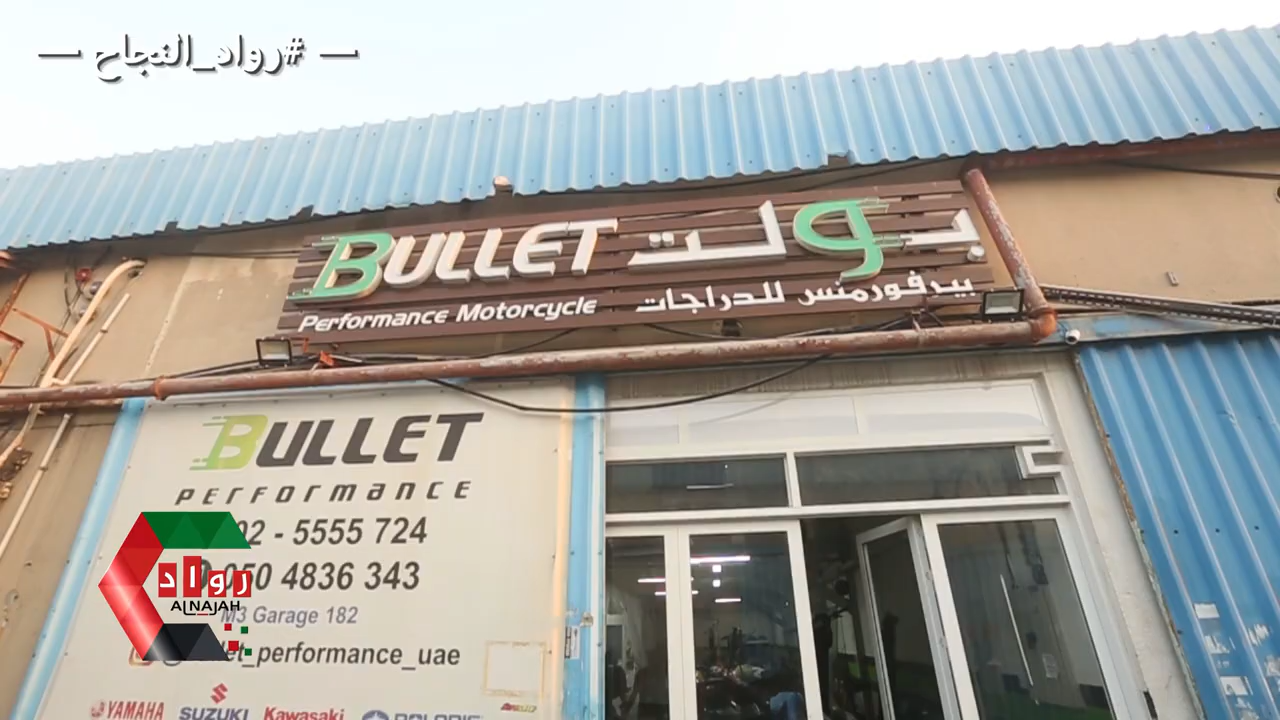 #رواد_النجاح
BULLET بولت
Performance Motorcycle بيرفورمنس للدراجات
BULLET
PERFORMANCE
02 - 5555 724
050 4836 343
M3 Garage 182
_performance_uae
رواد
ALNAJAH
YAMAHA SUZUKI Kawasaki POLARIS